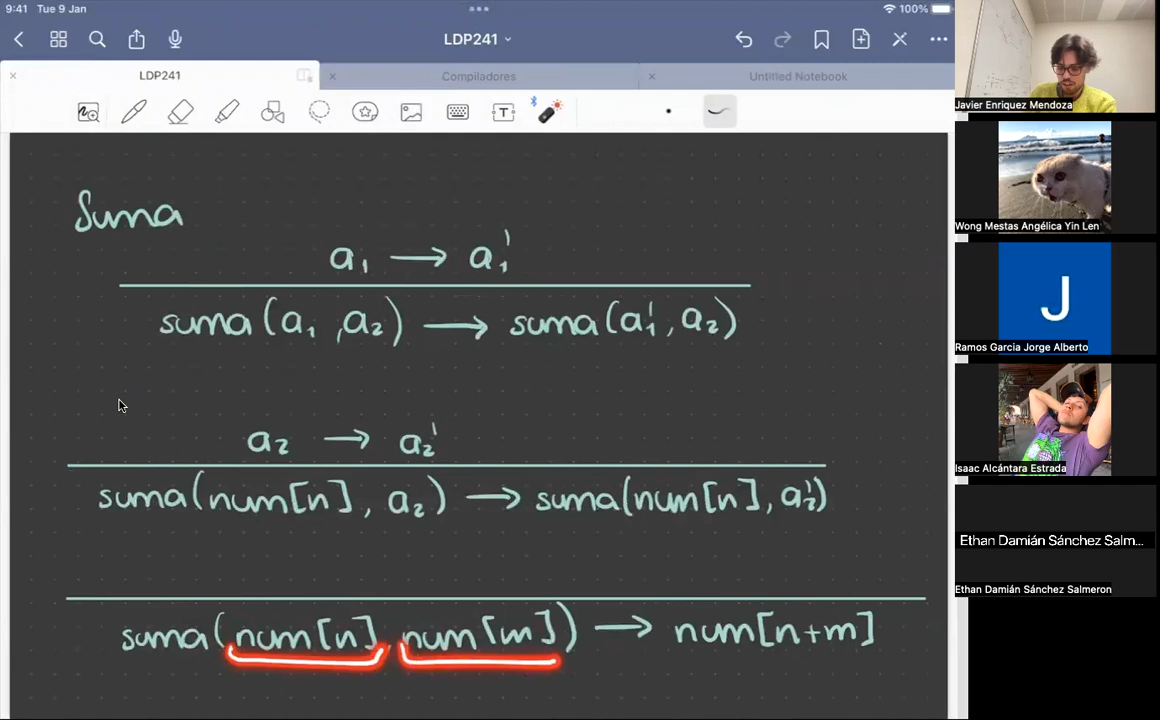 9:41 Tue 9 Jan
100%
LDP241
LDP241
Compiladores
Untitled Notebook
T
Suma
a₁ → a₁'
suma(a₁, a₂) → suma(a₁', a₂)
a₂ → a₂'
suma(num[n], a₂) → suma(num[n], a₂')
suma(num[n], num[m]) → num[n+m]
Javier Enriquez Mendoza
Wong Mestas Angélica Yin Len
J
Ramos Garcia Jorge Alberto
Isaac Alcántara Estrada
Ethan Damián Sánchez Salm...
Ethan Damián Sánchez Salmeron